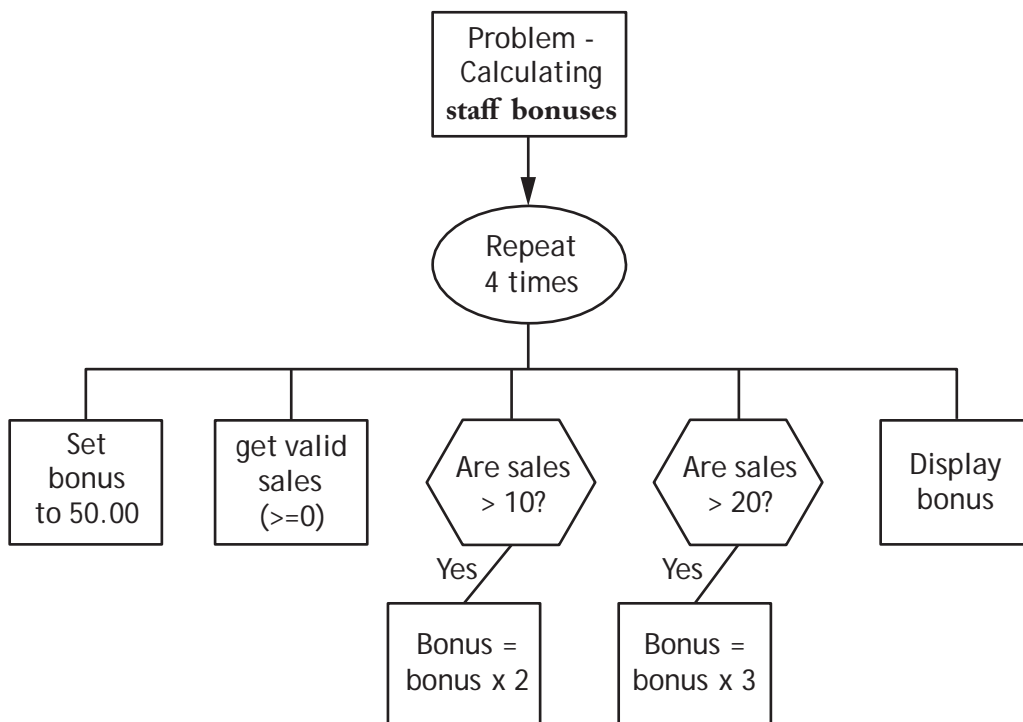 Problem -
Calculating
staff bonuses
Repeat
4 times
Set
bonus
to 50.00
get valid
sales
(>=0)
Are sales
> 10?
Are sales
> 20?
Display
bonus
Yes
Yes
Bonus =
bonus x 2
Bonus =
bonus x 3